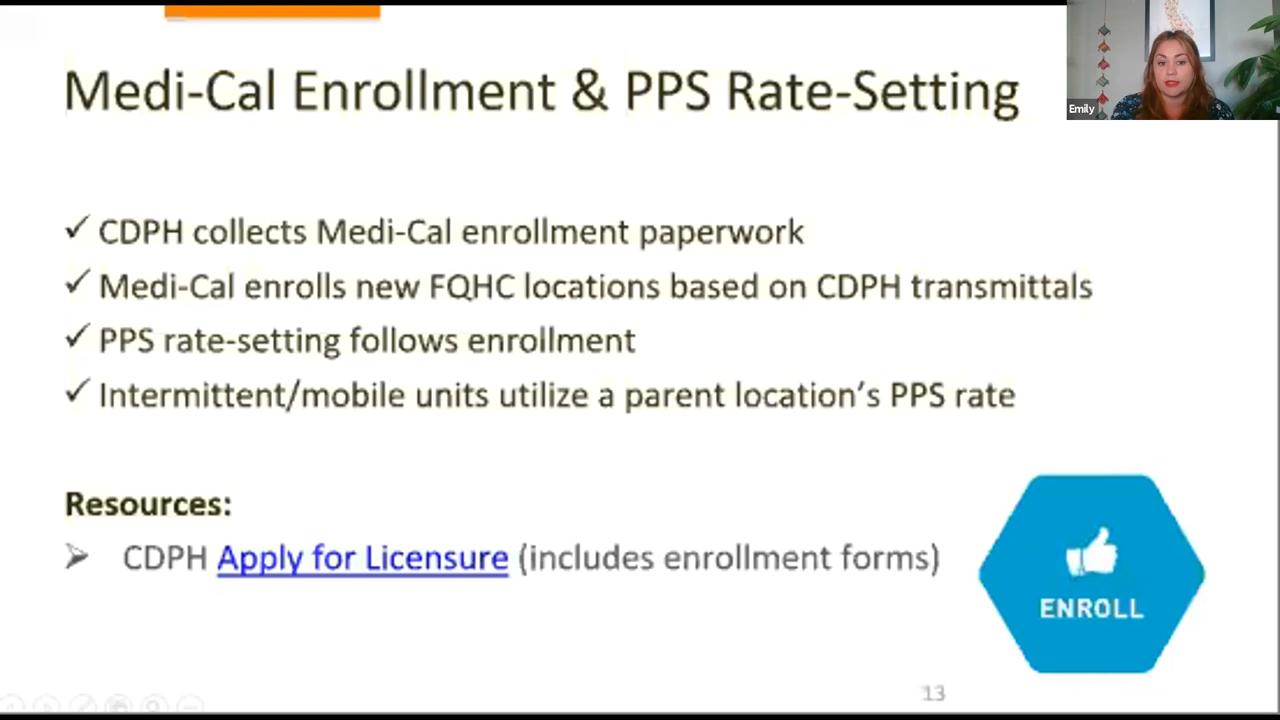 Medi-Cal Enrollment & PPS Rate-Setting
Emily
✓ CDPH collects Medi-Cal enrollment paperwork
✓ Medi-Cal enrolls new FQHC locations based on CDPH transmittals
✓ PPS rate-setting follows enrollment
✓ Intermittent/mobile units utilize a parent location's PPS rate
Resources:
➢ CDPH Apply for Licensure (includes enrollment forms)
ENROLL
13